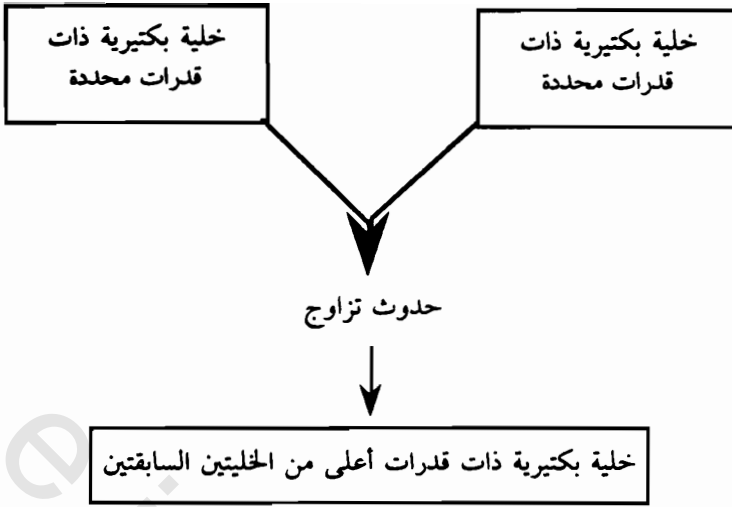 خلية بكتيرية ذات
قدرات محددة
خلية بكتيرية ذات
قدرات محددة
حدوث تزاوج
خلية بكتيرية ذات قدرات أعلى من الخليتين السابقتين